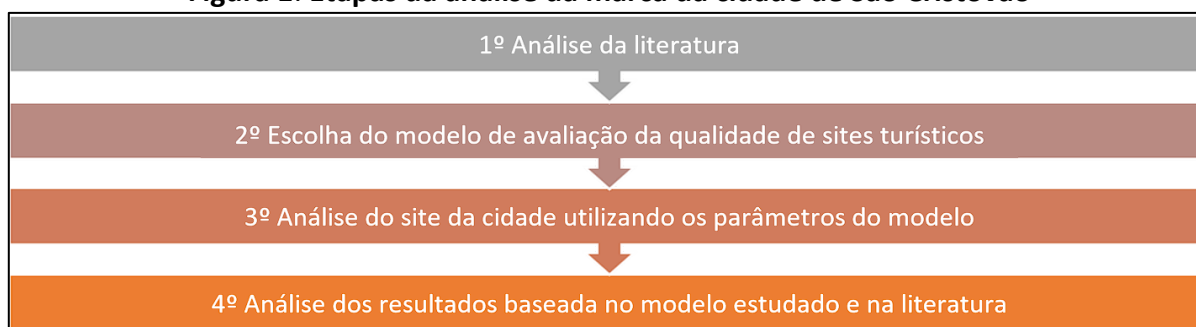 1º Análise da literatura
2º Escolha do modelo de avaliação da qualidade de sites turísticos
3º Análise do site da cidade utilizando os parâmetros do modelo
4º Análise dos resultados baseada no modelo estudado e na literatura